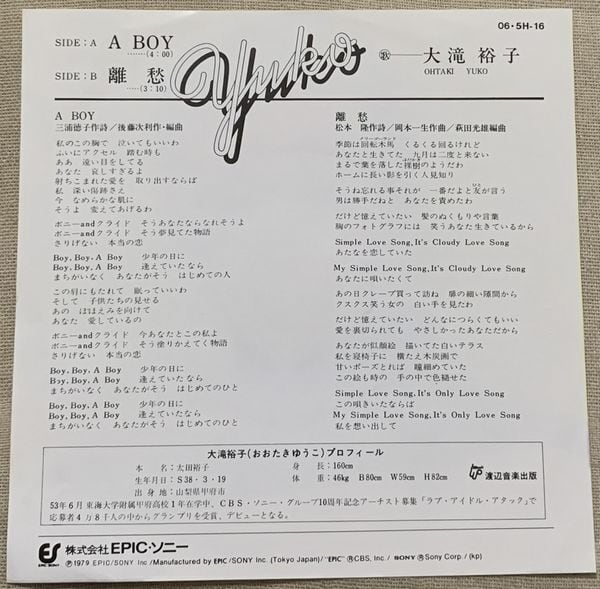 06・5H-16
SIDE:A A BOY
……(4:00)
SIDE:B 離愁
……(3:10)
Yuko
歌——大滝裕子
OHTAKI YUKO
A BOY
三浦徳子作詩/後藤次利作・編曲
私のこの胸で 泣いてもいいわ
ふいにアクセル 踏む時も
ああ 遠い目をしてる
あなた 哀しすぎるよ
射ちこまれた愛を 取り出すならば
私 深い傷跡さえ
今 なめらかな肌に
そうよ 変えてあげるわ
ボニーandクライド そうあなたならなれそうよ
ボニーandクライド そう夢見てた物語
さりげない 本当の恋
Boy, Boy, A Boy 少年の日に
Boy, Boy, A Boy 逢えていたなら
まちがいなく あなたがそう はじめての人
この肩にもたれて 眠っていいわ
そして 子供たちの見せる
あの ほほえみを向けて
あなた 愛しているの
ボニーandクライド 今あなたとこの私よ
ボニーandクライド そう塗りかえてく物語
さりげない 本当の恋
Boy, Boy, A Boy 少年の日に
Boy, Boy, A Boy 逢えていたなら
まちがいなく あなたがそう はじめてのひと
Boy, Boy, A Boy 少年の日に
Boy, Boy, A Boy 逢えていたなら
まちがいなく あなたがそう はじめてのひと
離愁
松本 隆作詩/岡本一生作曲/萩田光雄編曲
季節は回転木馬 くるくる回るけれど
あなたと生きてた 九月は二度と来ない
まるで葉を落した裸樹のようだわ
ホームに長い影を引く人見知り
そうね忘れる事それが 一番だよと友が言う
男は勝手だねと あなたを責めたわ
だけど憶えていたい 髪のぬくもりや言葉
胸のフォトグラフには 笑うあなた生きているから
Simple Love Song, It's Cloudy Love Song
あなたを恋していた
My Simple Love Song, It's Cloudy Love Song
あなたに唄いたくて
あの日クレープ買って訪ね 扉の細い隙間から
クスクス笑う女の 白い手を見たわ
だけど憶えていたい どんなにつらくてもいい
愛を裏切られても やさしかったあなただから
あなたが似顔絵 描いてた白いテラス
私を寝椅子に 横たえ木炭画で
甘いポーズとれば 瞳細めていた
この絵も時の 手の中で色褪せた
Simple Love Song, It's Only Love Song
この唄きいたならば
My Simple Love Song, It's Only Love Song
私を想い出して
大滝裕子(おおたきゆうこ)プロフィール
本名:太田裕子 身長:160cm
生年月日:S38・3・19 体重:46kg B80cm W59cm H82cm
出身地:山梨県甲府市
53年6月 東海大学附属甲府高校1年在学中、CBS・ソニー・グループ10周年記念アーチスト募集「ラブ・アイドル・アタック」で
応募者4万8千人の中からグランプリを受賞、デビューとなる。
渡辺音楽出版
EPIC/SONY
株式会社EPIC・ソニー
Ⓟ1979 EPIC/SONY Inc./Manufactured by EPIC/SONY Inc. (Tokyo Japan)/"EPIC" ®CBS, Inc./ SONY ®Sony Corp./(kp)